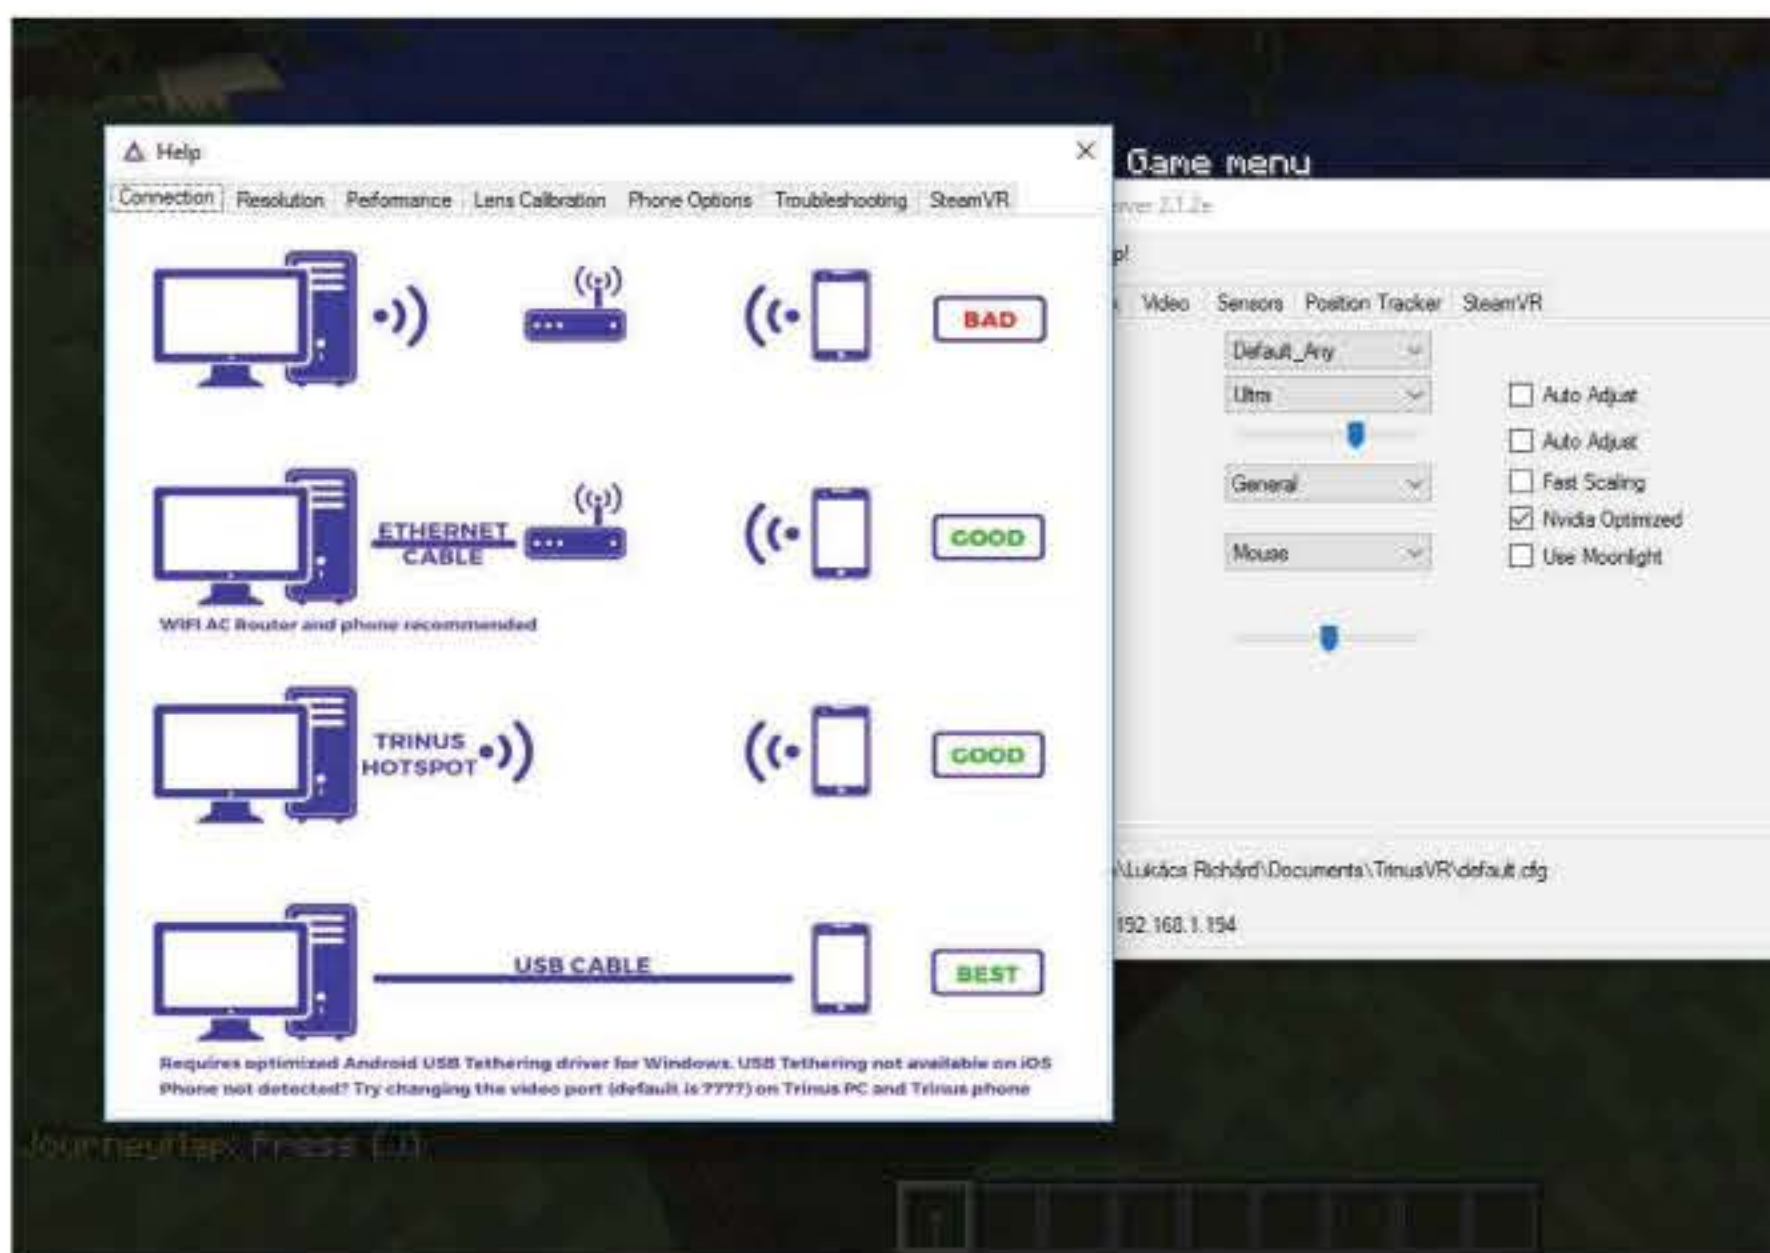 Help
Game menu
Connection Resolution Performance Lens Calibration Phone Options Troubleshooting SteamVR
2.1.2e
p!
Video Sensors Position Tracker SteamVR
BAD
Default_Any
Ultra
Auto Adjust
Auto Adjust
General
Fast Scaling
Nvidia Optimized
Mouse
Use Moonlight
ETHERNET
CABLE
GOOD
WIFI AC Router and phone recommended
TRINUS
HOTSPOT
GOOD
\Lukács Richárd\Documents\TrinusVR\default.cfg
192.168.1.194
USB CABLE
BEST
Requires optimized Android USB Tethering driver for Windows. USB Tethering not available on iOS
Phone not detected? Try changing the video port (default is 7777) on Trinus PC and Trinus phone
JourneyMap: Press [J]